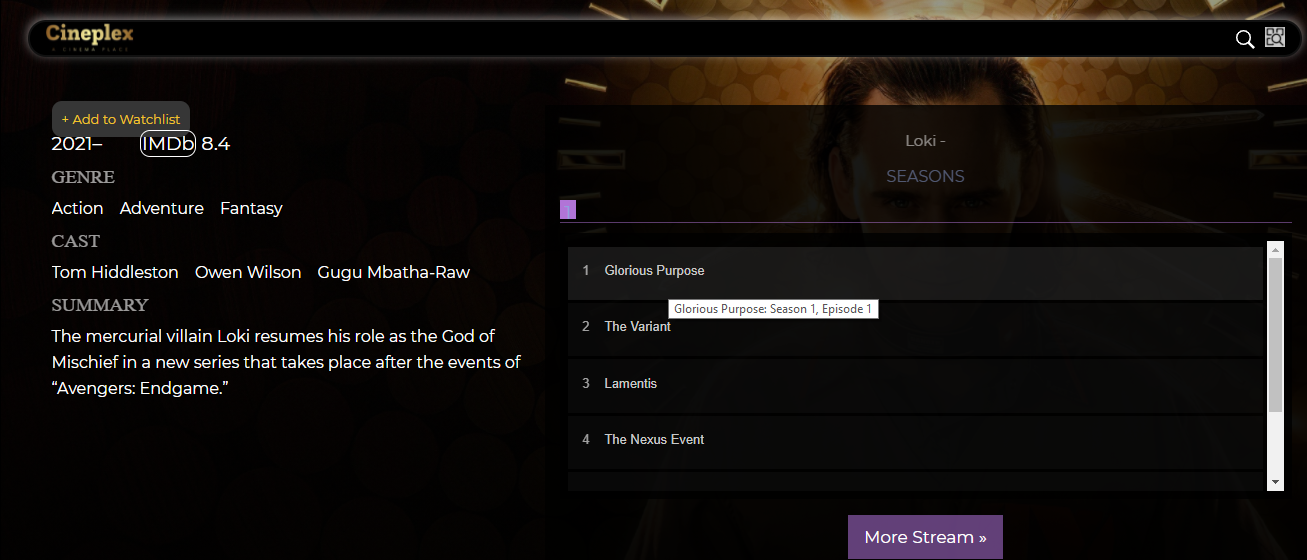 Cineplex
A CINEMA PLACE
+ Add to Watchlist
2021– IMDb 8.4
GENRE
Action Adventure Fantasy
CAST
Tom Hiddleston Owen Wilson Gugu Mbatha-Raw
SUMMARY
The mercurial villain Loki resumes his role as the God of
Mischief in a new series that takes place after the events of
“Avengers: Endgame.”
Loki -
SEASONS
1
1 Glorious Purpose
Glorious Purpose: Season 1, Episode 1
2 The Variant
3 Lamentis
4 The Nexus Event
More Stream »